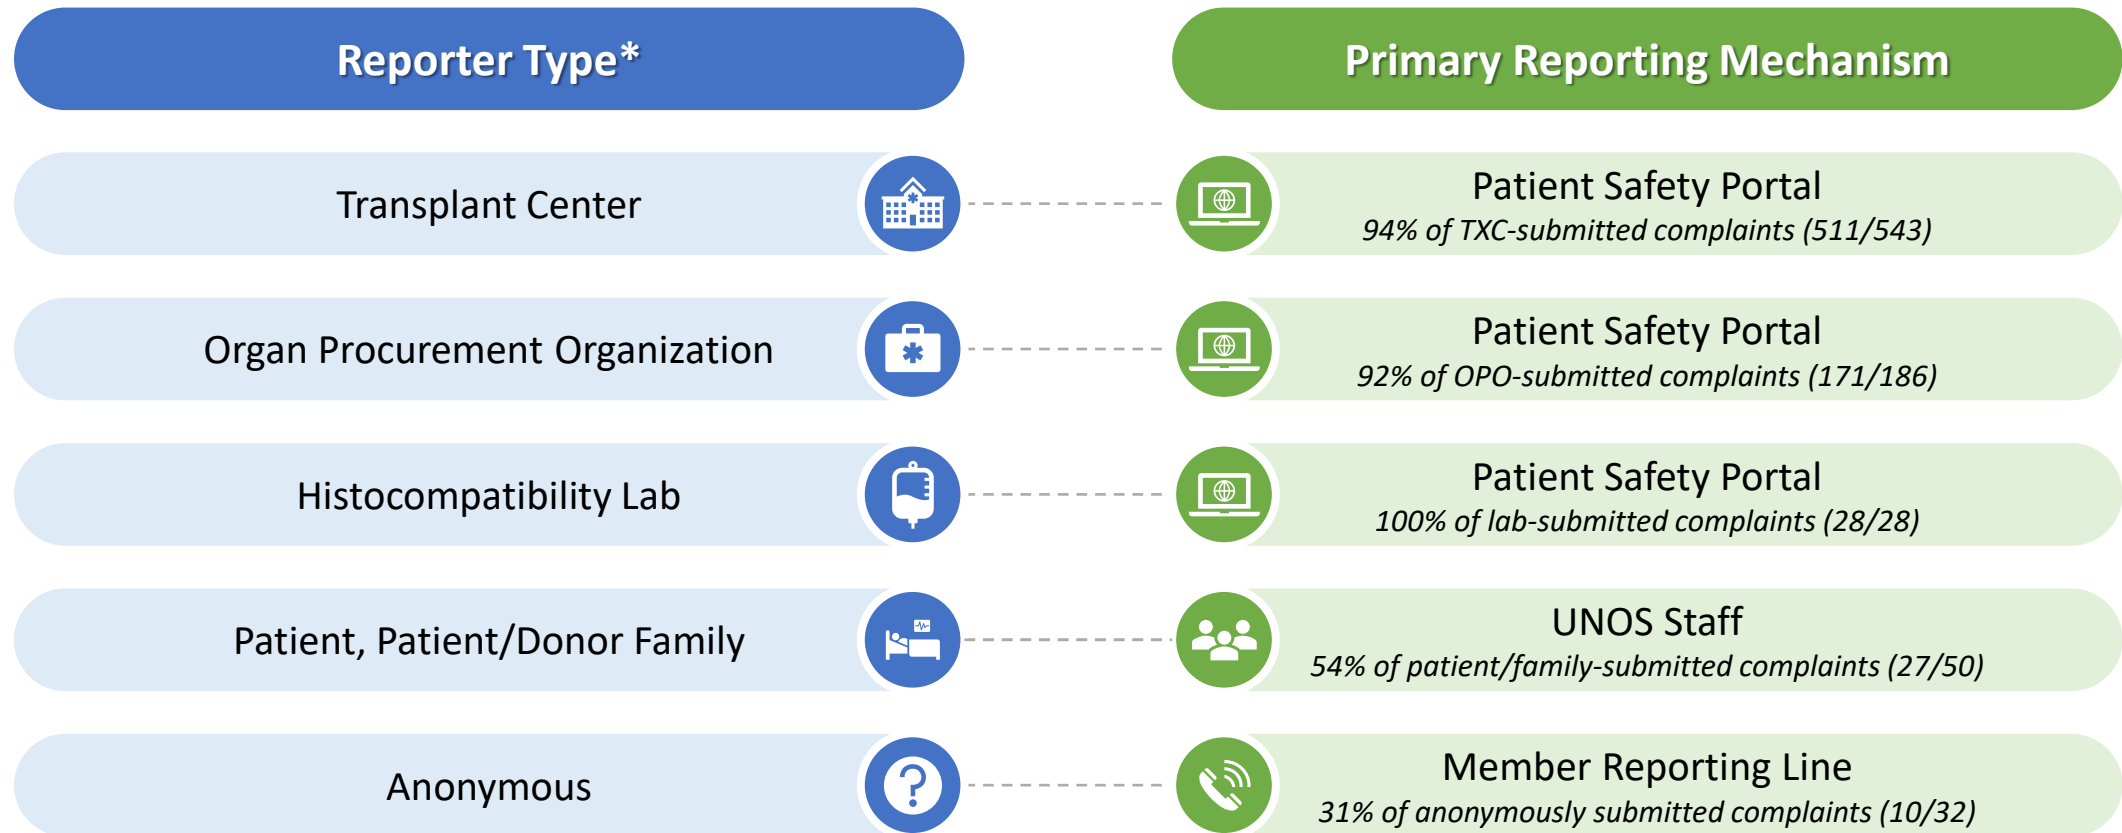 Reporter Type*
Primary Reporting Mechanism
Transplant Center
Patient Safety Portal
94% of TXC-submitted complaints (511/543)
Organ Procurement Organization
Patient Safety Portal
92% of OPO-submitted complaints (171/186)
Histocompatibility Lab
Patient Safety Portal
100% of lab-submitted complaints (28/28)
Patient, Patient/Donor Family
UNOS Staff
54% of patient/family-submitted complaints (27/50)
Anonymous
Member Reporting Line
31% of anonymously submitted complaints (10/32)